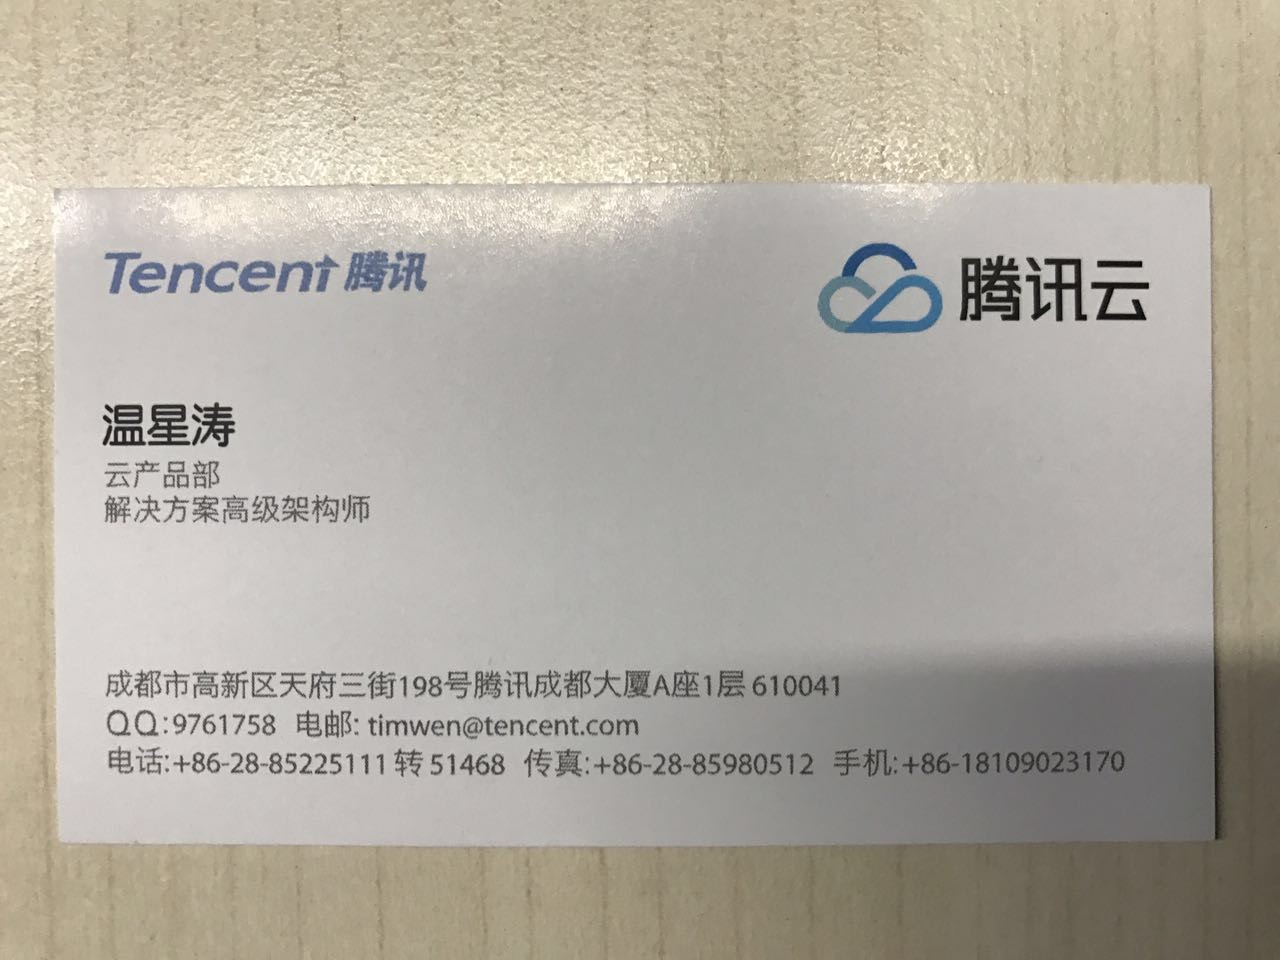 Tencent 腾讯
腾讯云
温星涛
云产品部
解决方案高级架构师
成都市高新区天府三街198号腾讯成都大厦A座1层 610041
QQ:9761758 电邮: timwen@tencent.com
电话:+86-28-85225111 转 51468 传真:+86-28-85980512 手机:+86-18109023170